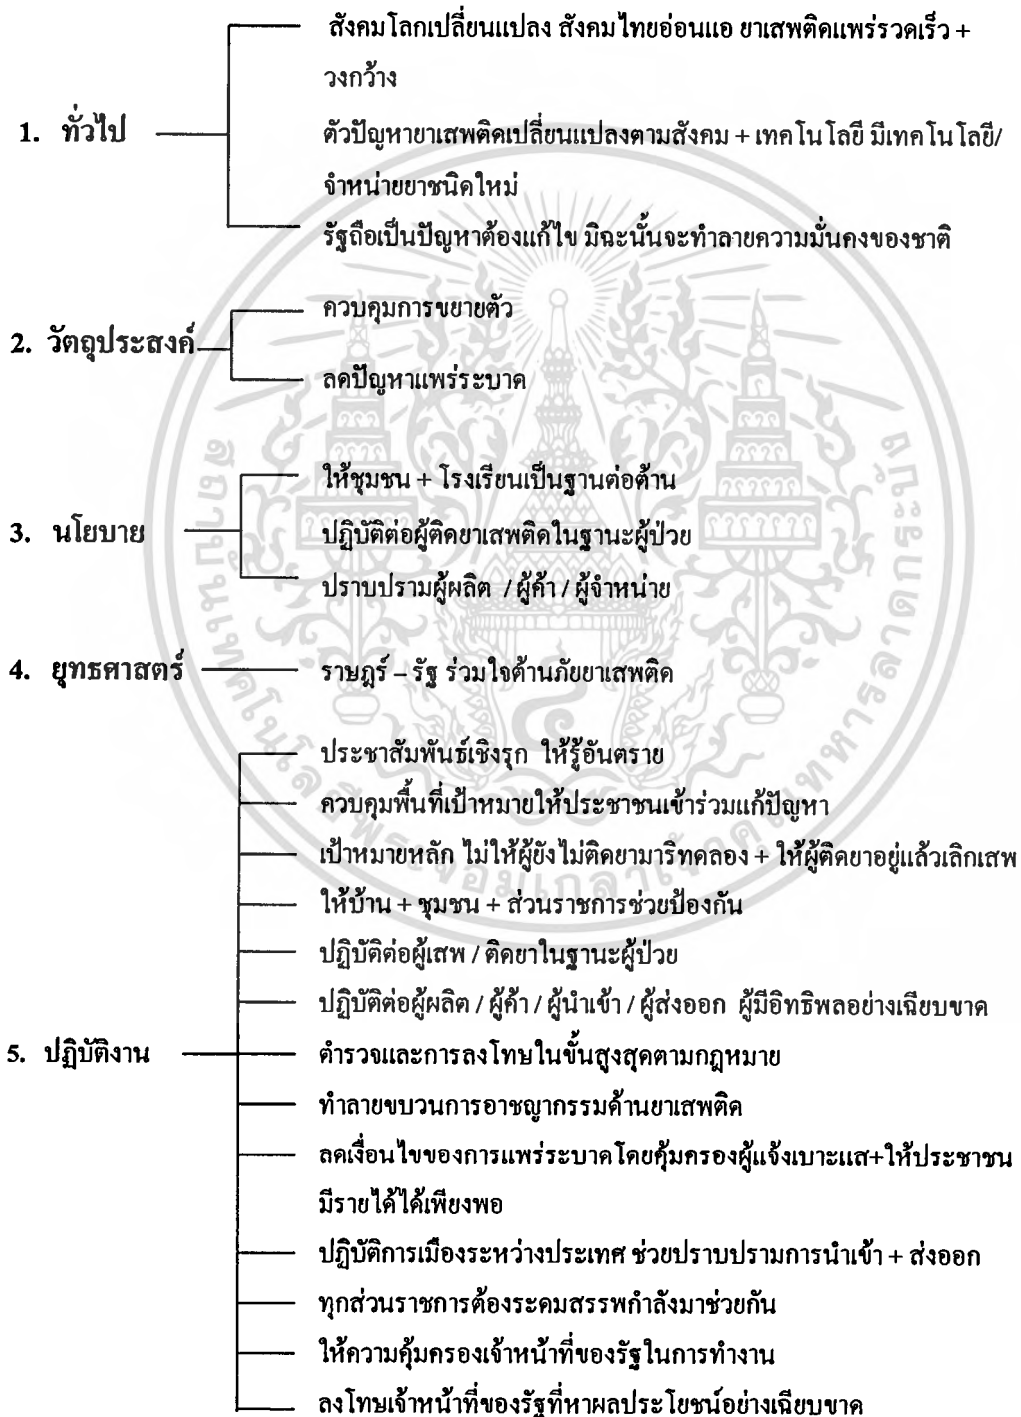 สังคมโลกเปลี่ยนแปลง สังคมไทยอ่อนแอ ยาเสพติดแพร่รวดเร็ว +
วงกว้าง
1. ทั่วไป
ตัวปัญหายาเสพติดเปลี่ยนแปลงตามสังคม + เทคโนโลยี มีเทคโนโลยี/
จำหน่ายยาชนิดใหม่
รัฐถือเป็นปัญหาต้องแก้ไข มิฉะนั้นจะทำลายความมั่นคงของชาติ
2. วัตถุประสงค์
ควบคุมการขยายตัว
ลดปัญหาแพร่ระบาด
3. นโยบาย
ให้ชุมชน + โรงเรียนเป็นฐานต่อต้าน
ปฏิบัติต่อผู้ติดยาเสพติดในฐานะผู้ป่วย
ปราบปรามผู้ผลิต / ผู้ค้า / ผู้จำหน่าย
4. ยุทธศาสตร์
ราษฎร์ – รัฐ ร่วมใจต้านภัยยาเสพติด
5. ปฏิบัติงาน
ประชาสัมพันธ์เชิงรุก ให้รู้อันตราย
ควบคุมพื้นที่เป้าหมายให้ประชาชนเข้าร่วมแก้ปัญหา
เป้าหมายหลัก ไม่ให้ผู้ยังไม่ติดยามาริทดลอง + ให้ผู้ติดยาอยู่แล้วเลิกเสพ
ให้บ้าน + ชุมชน + ส่วนราชการช่วยป้องกัน
ปฏิบัติต่อผู้เสพ / ติดยาในฐานะผู้ป่วย
ปฏิบัติต่อผู้ผลิต / ผู้ค้า / ผู้นำเข้า / ผู้ส่งออก ผู้มีอิทธิพลอย่างเฉียบขาด
ตำรวจและการลงโทษในขั้นสูงสุดตามกฎหมาย
ทำลายขบวนการอาชญากรรมด้านยาเสพติด
ลดเงื่อนไขของการแพร่ระบาดโดยคุ้มครองผู้แจ้งเบาะแส+ให้ประชาชน
มีรายได้ได้เพียงพอ
ปฏิบัติการเมืองระหว่างประเทศ ช่วยปราบปรามการนำเข้า + ส่งออก
ทุกส่วนราชการต้องระดมสรรพกำลังมาช่วยกัน
ให้ความคุ้มครองเจ้าหน้าที่ของรัฐในการทำงาน
ลงโทษเจ้าหน้าที่ของรัฐที่หาผลประโยชน์อย่างเฉียบขาด
สถาบันเทคโนโลยีพระจอมเกล้าเจ้าคุณทหารลาดกระบัง